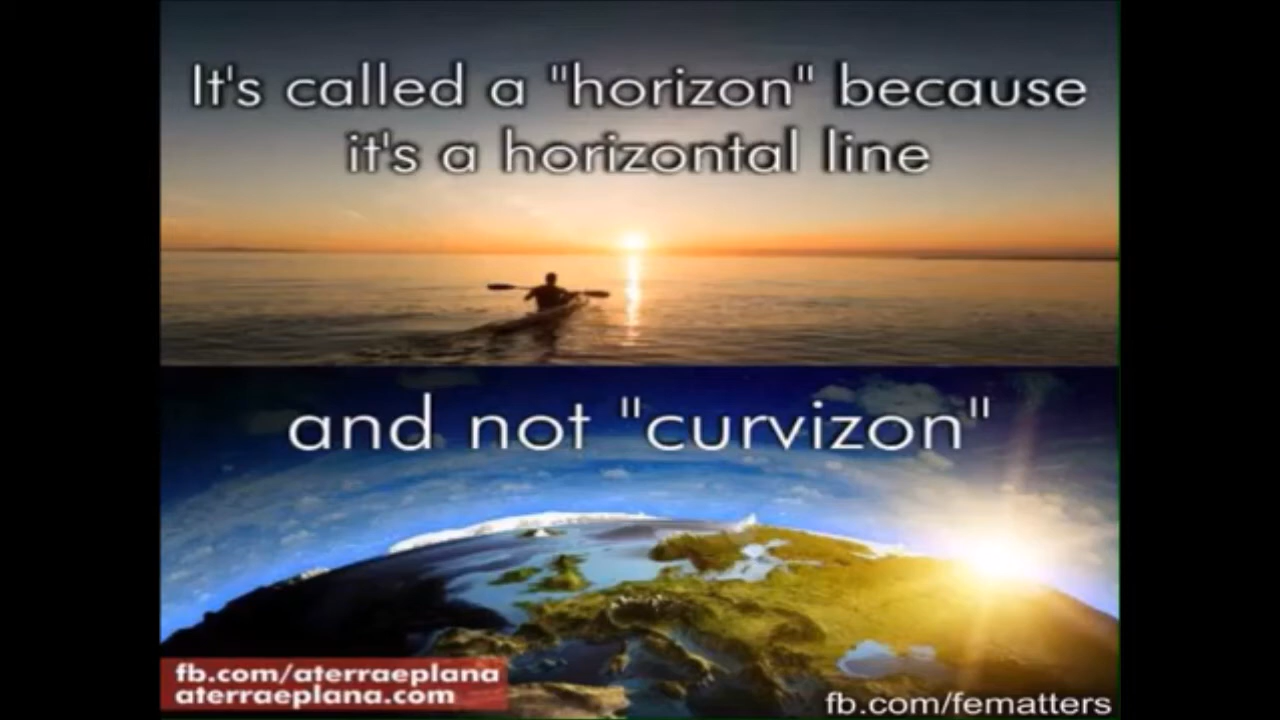 It's called a "horizon" because
it's a horizontal line
and not "curvizon"
fb.com/aterraeplana
aterraeplana.com
fb.com/fematters